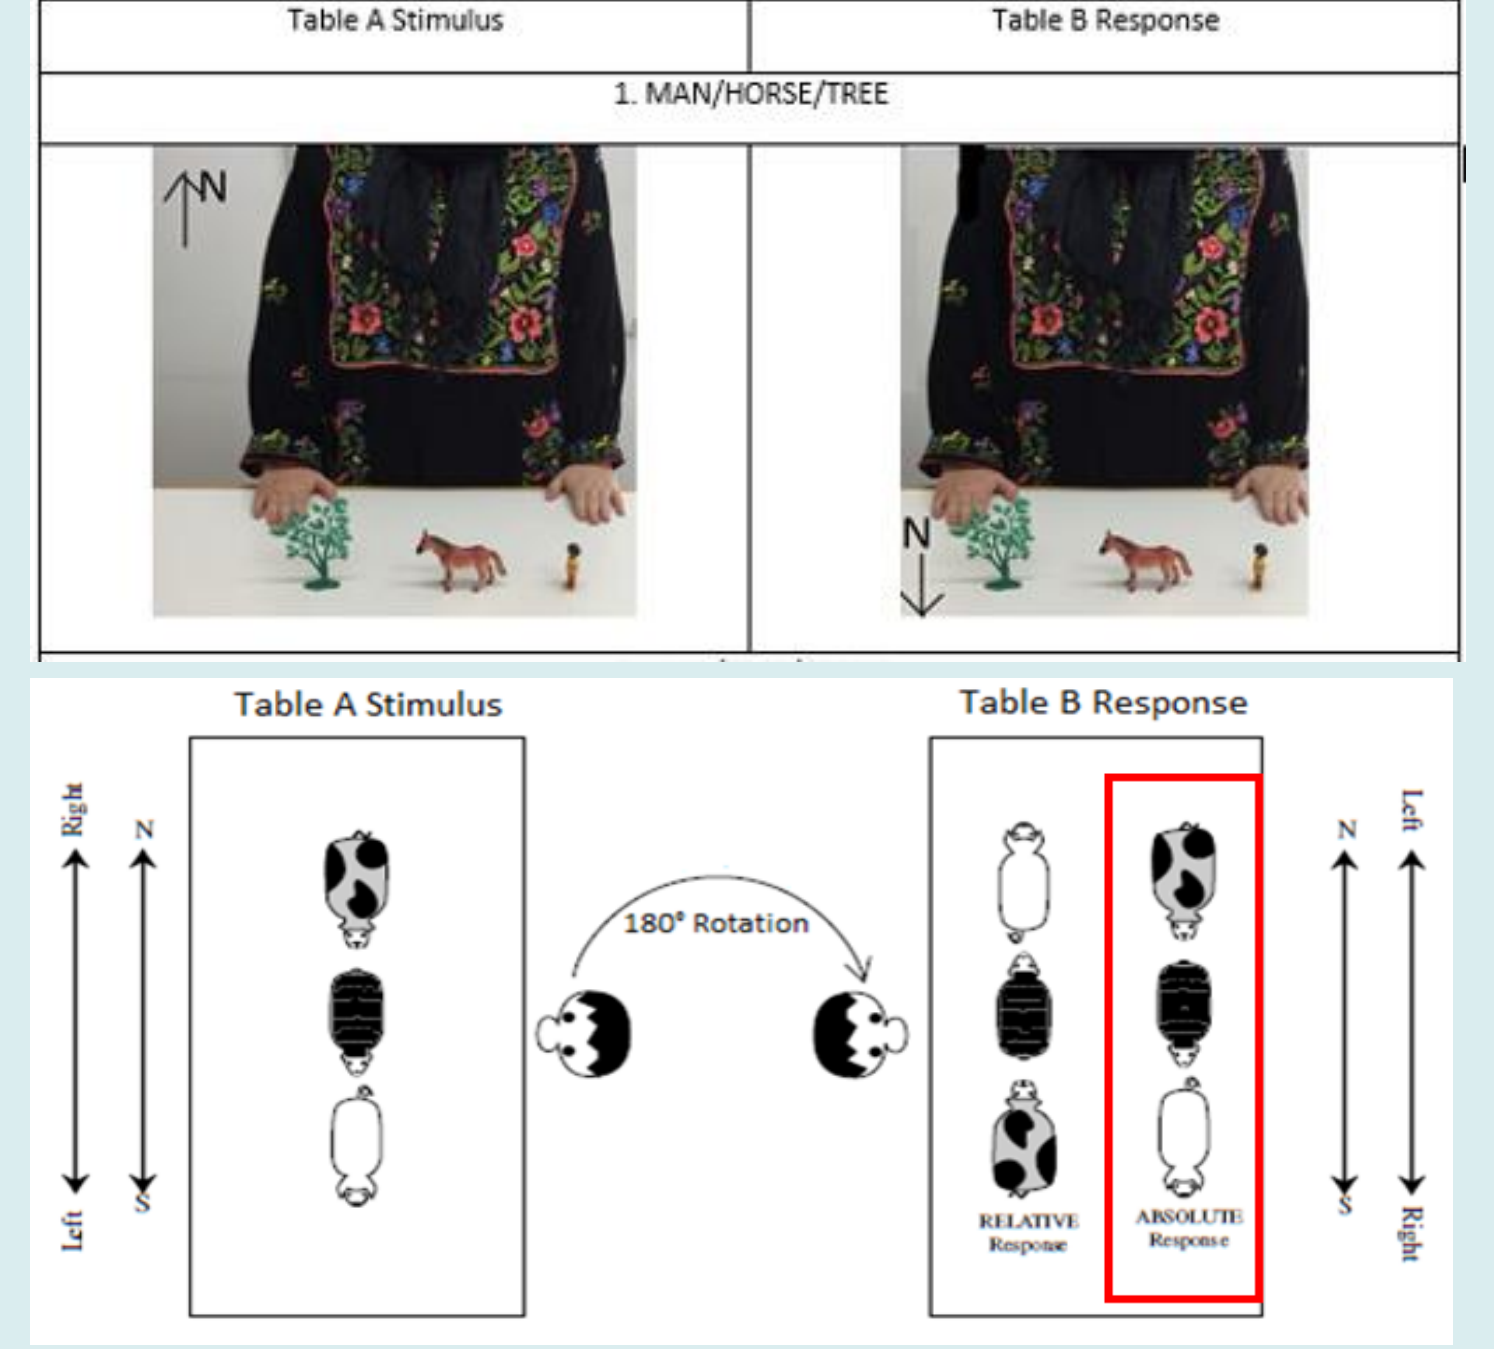 Table A Stimulus
Table B Response
1. MAN/HORSE/TREE
N
N
Table A Stimulus
Table B Response
Right
N
Left
S
180° Rotation
RELATIVE
Response
ABSOLUTE
Response
N
Left
S
Right